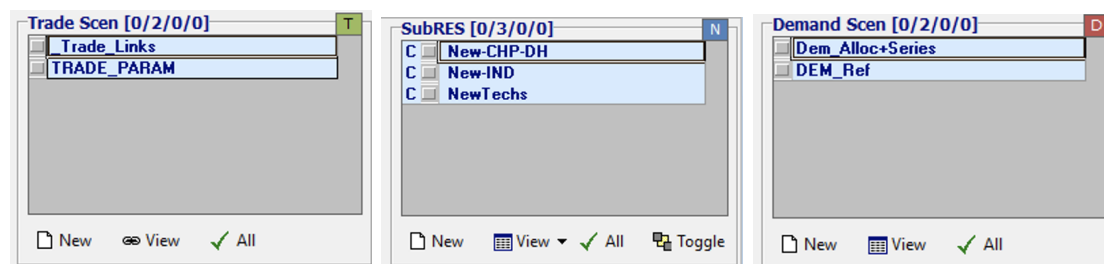 Trade Scen [0/2/0/0] T
_Trade_Links
TRADE_PARAM
New View All
SubRES [0/3/0/0] N
C New-CHP-DH
C New-IND
C NewTechs
New View All Toggle
Demand Scen [0/2/0/0] D
Dem_Alloc+Series
DEM_Ref
New View All